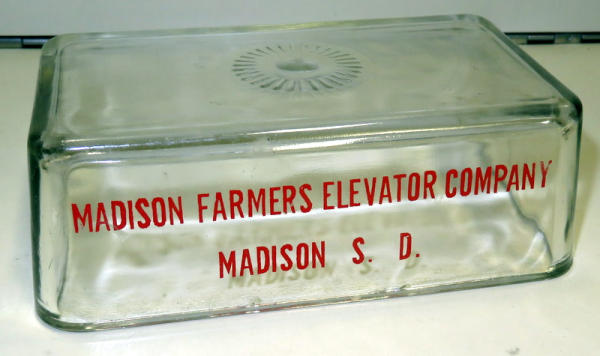 MADISON FARMERS ELEVATOR COMPANY
MADISON S. D.